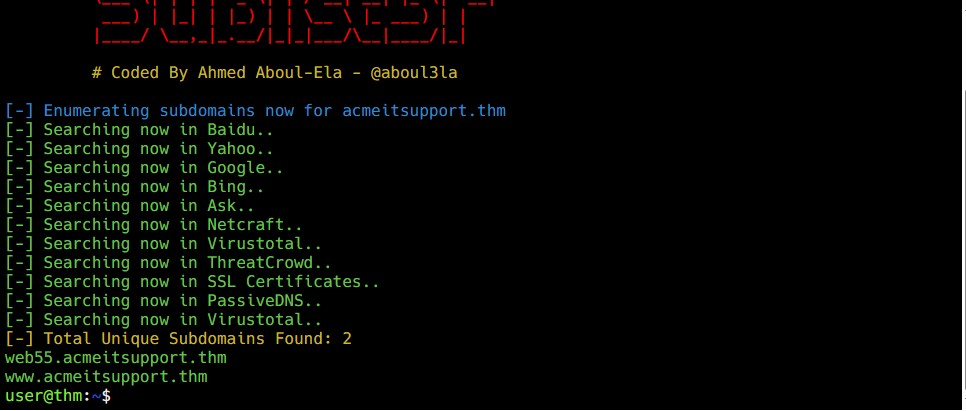 # Coded By Ahmed Aboul-Ela - @aboul3la
[-] Enumerating subdomains now for acmeitsupport.thm
[-] Searching now in Baidu..
[-] Searching now in Yahoo..
[-] Searching now in Google..
[-] Searching now in Bing..
[-] Searching now in Ask..
[-] Searching now in Netcraft..
[-] Searching now in Virustotal..
[-] Searching now in ThreatCrowd..
[-] Searching now in SSL Certificates..
[-] Searching now in PassiveDNS..
[-] Searching now in Virustotal..
[-] Total Unique Subdomains Found: 2
web55.acmeitsupport.thm
www.acmeitsupport.thm
user@thm:~$